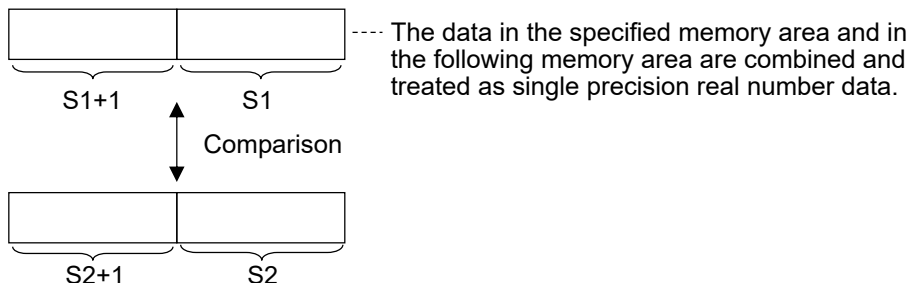 The data in the specified memory area and in
the following memory area are combined and
treated as single precision real number data.
S1+1 S1
Comparison
S2+1 S2